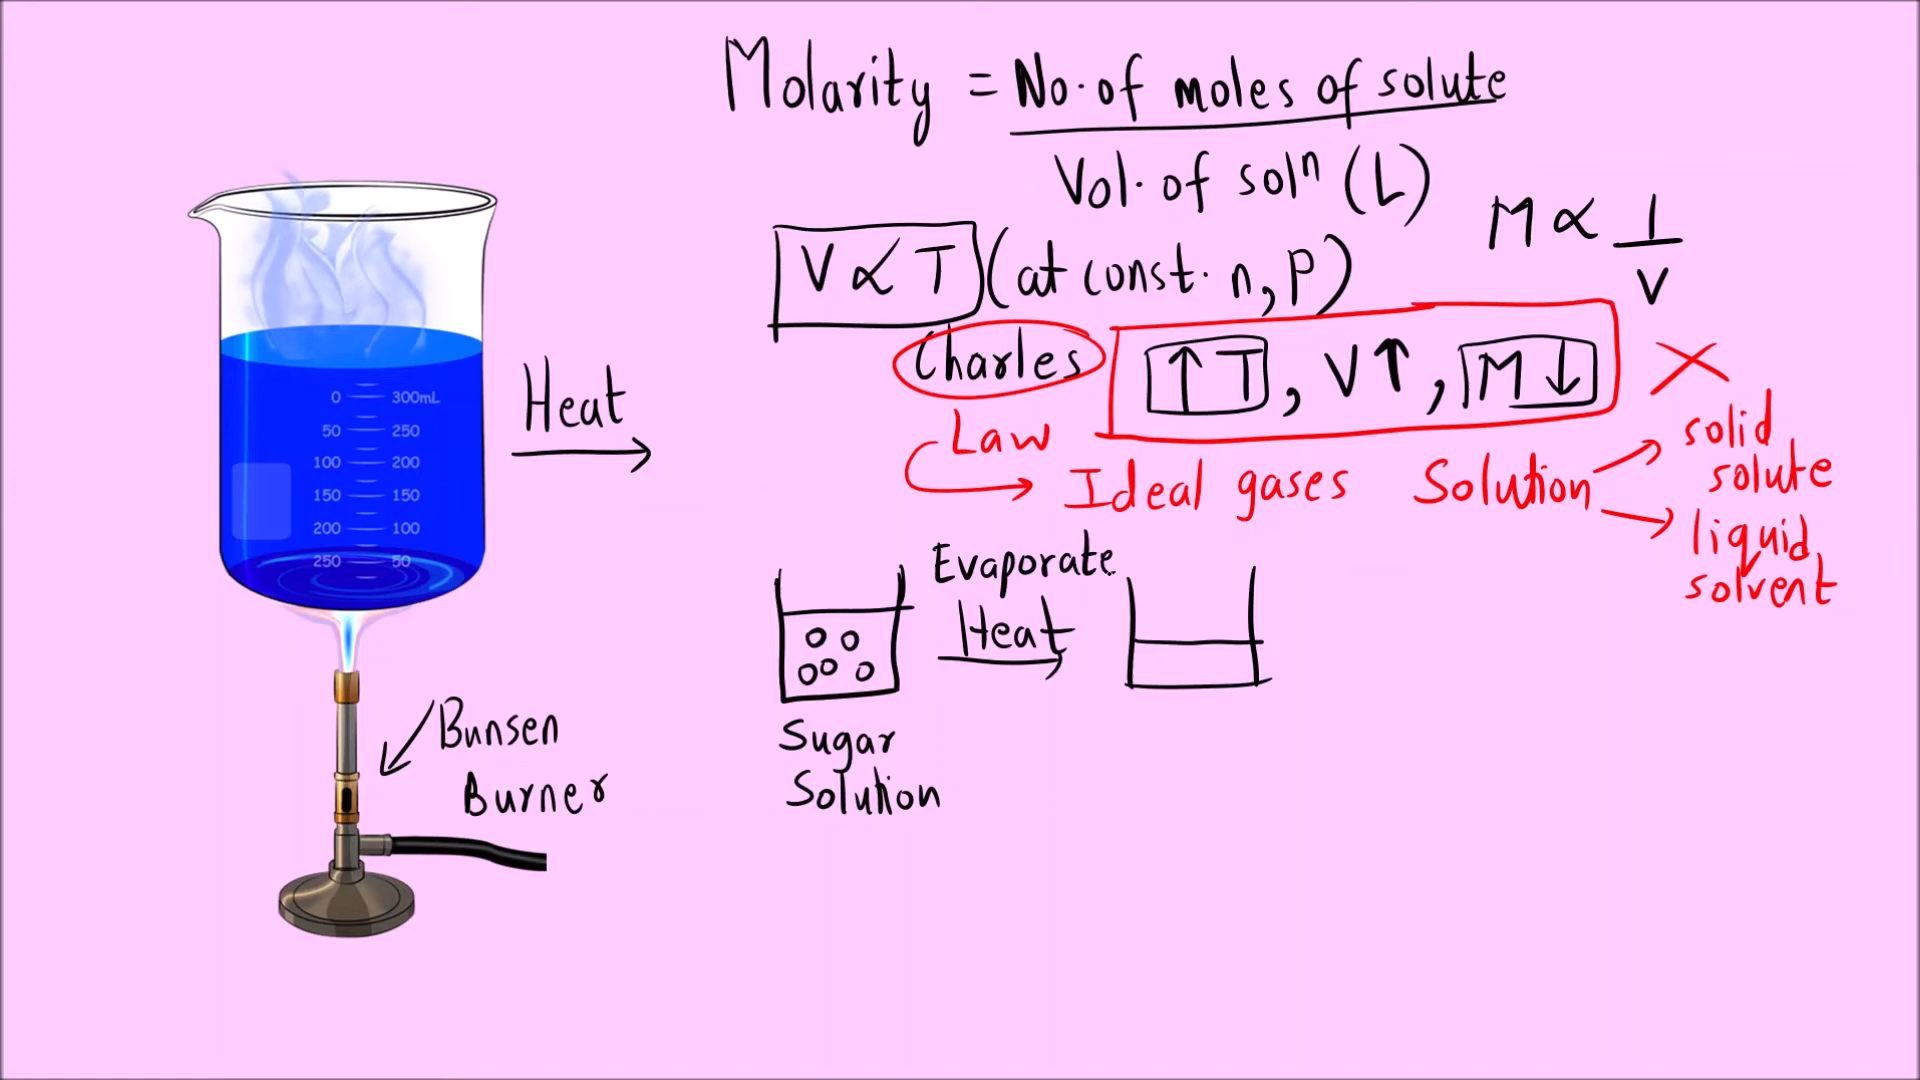 Molarity = No. of moles of solute
Vol. of solⁿ (L)
M ∝ 1
V
V ∝ T (at const. n, P)
Charles
Law
↑ T , V ↑ , M ↓
Ideal gases
Solution
solid
solute
liquid
solvent
Heat
0 300mL
50 250
100 200
150 150
200 100
250 50
Evaporate
Heat
Sugar
Solution
Bunsen
Burner